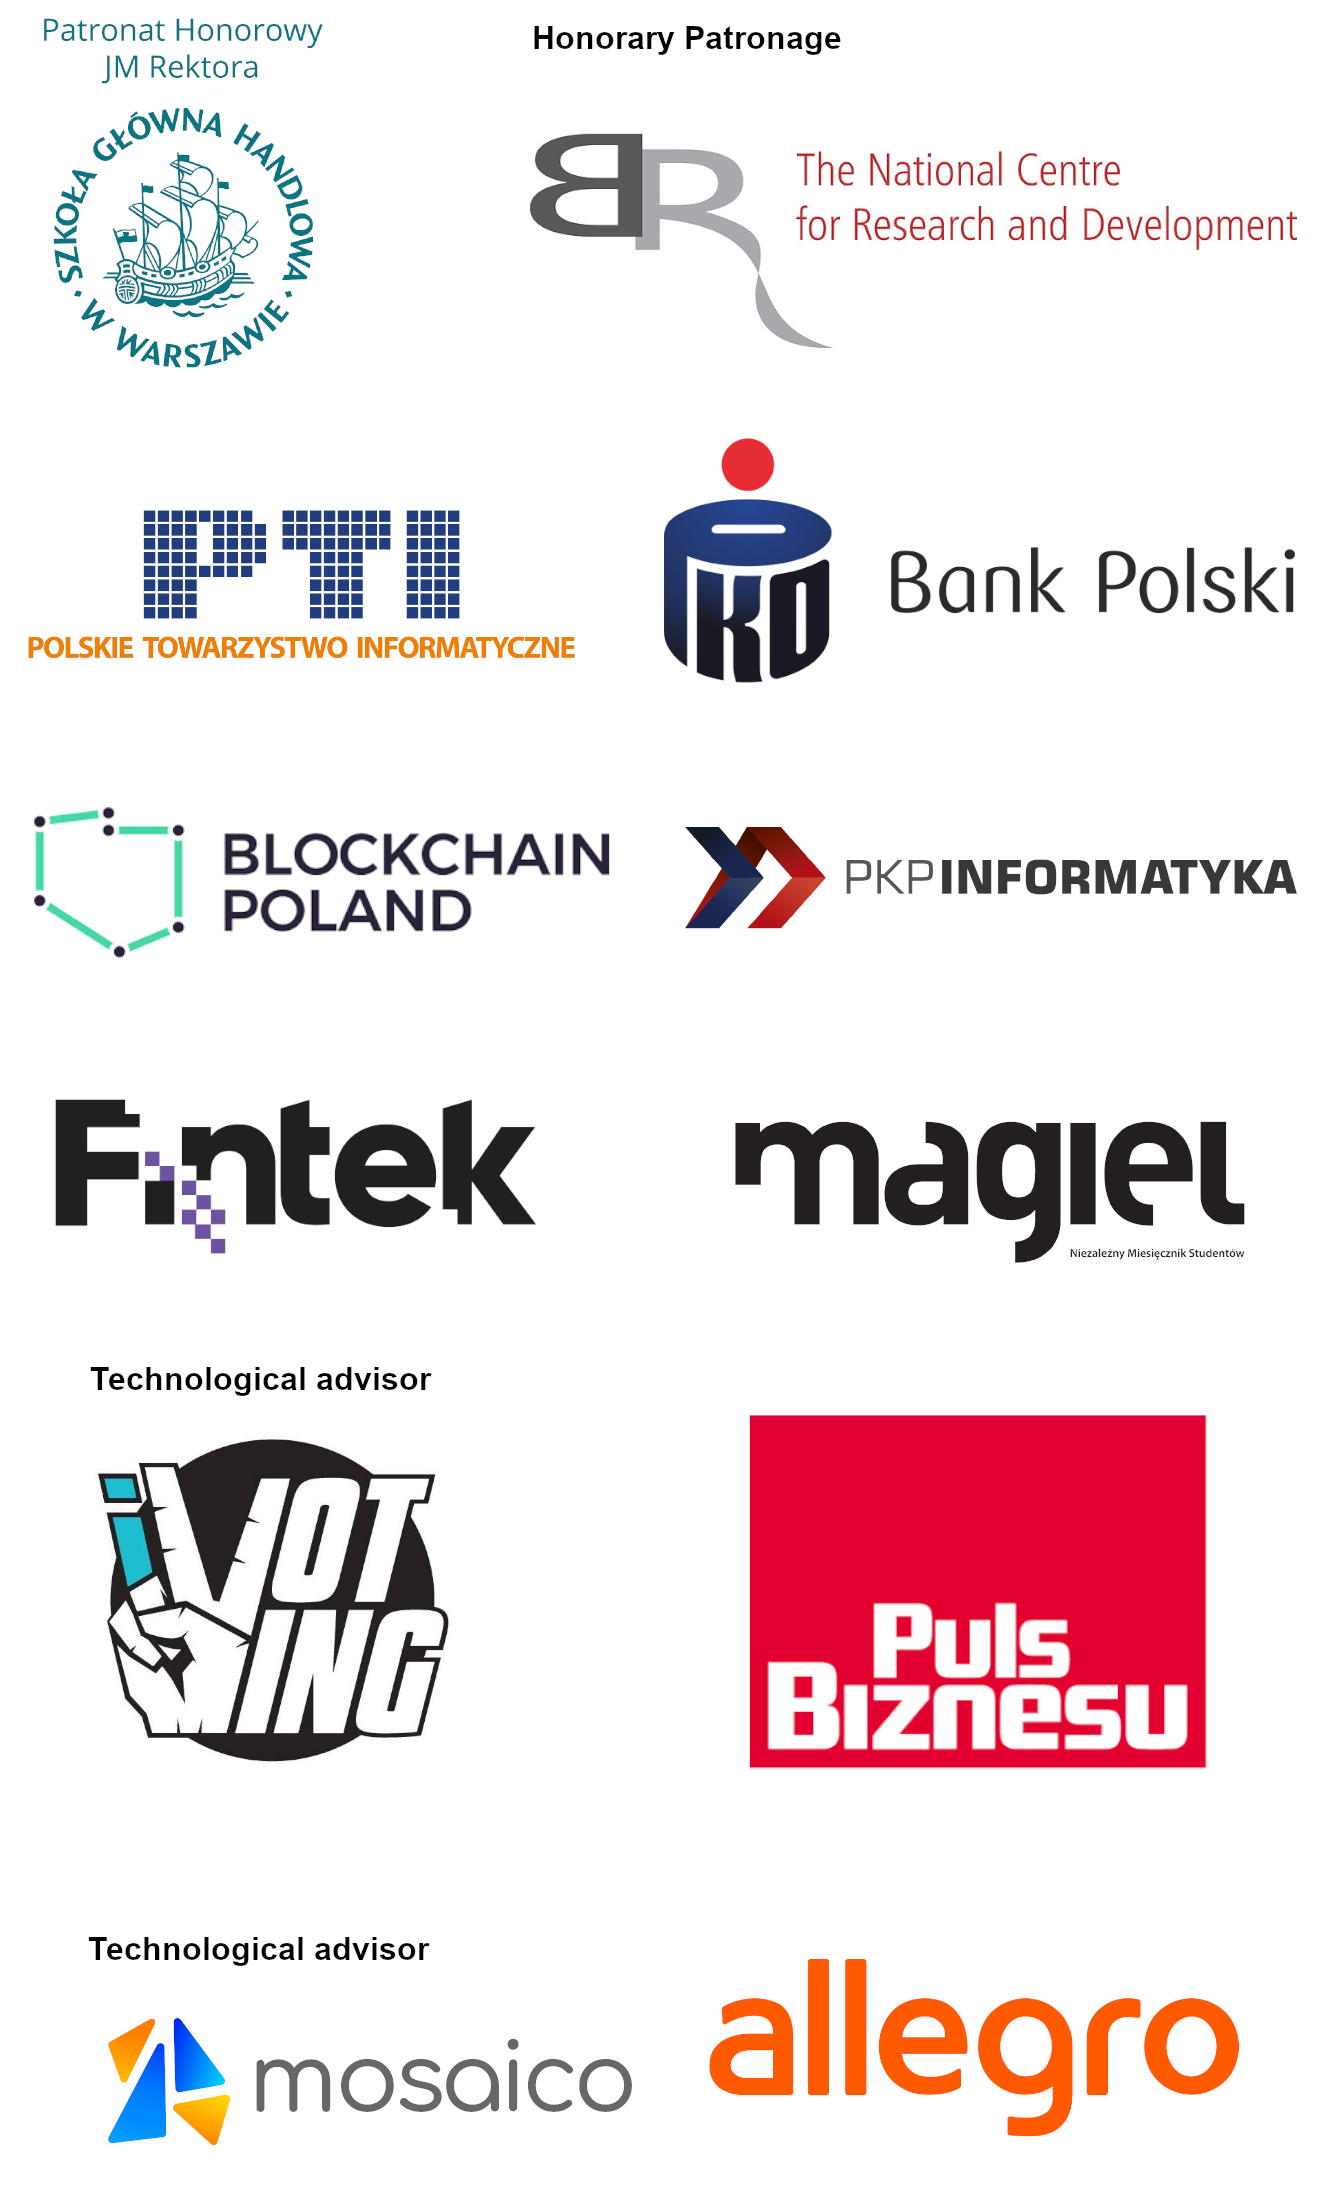 Patronat Honorowy
JM Rektora
SZKOŁA GŁÓWNA HANDLOWA
· W WARSZAWIE ·
Honorary Patronage
BR
The National Centre
for Research and Development
PTI
POLSKIE TOWARZYSTWO INFORMATYCZNE
PKO
Bank Polski
BLOCKCHAIN
POLAND
PKPINFORMATYKA
Fintek
magiel
Niezależny Miesięcznik Studentów
Technological advisor
iVOT
ING
Puls
Biznesu
Technological advisor
mosaico
allegro